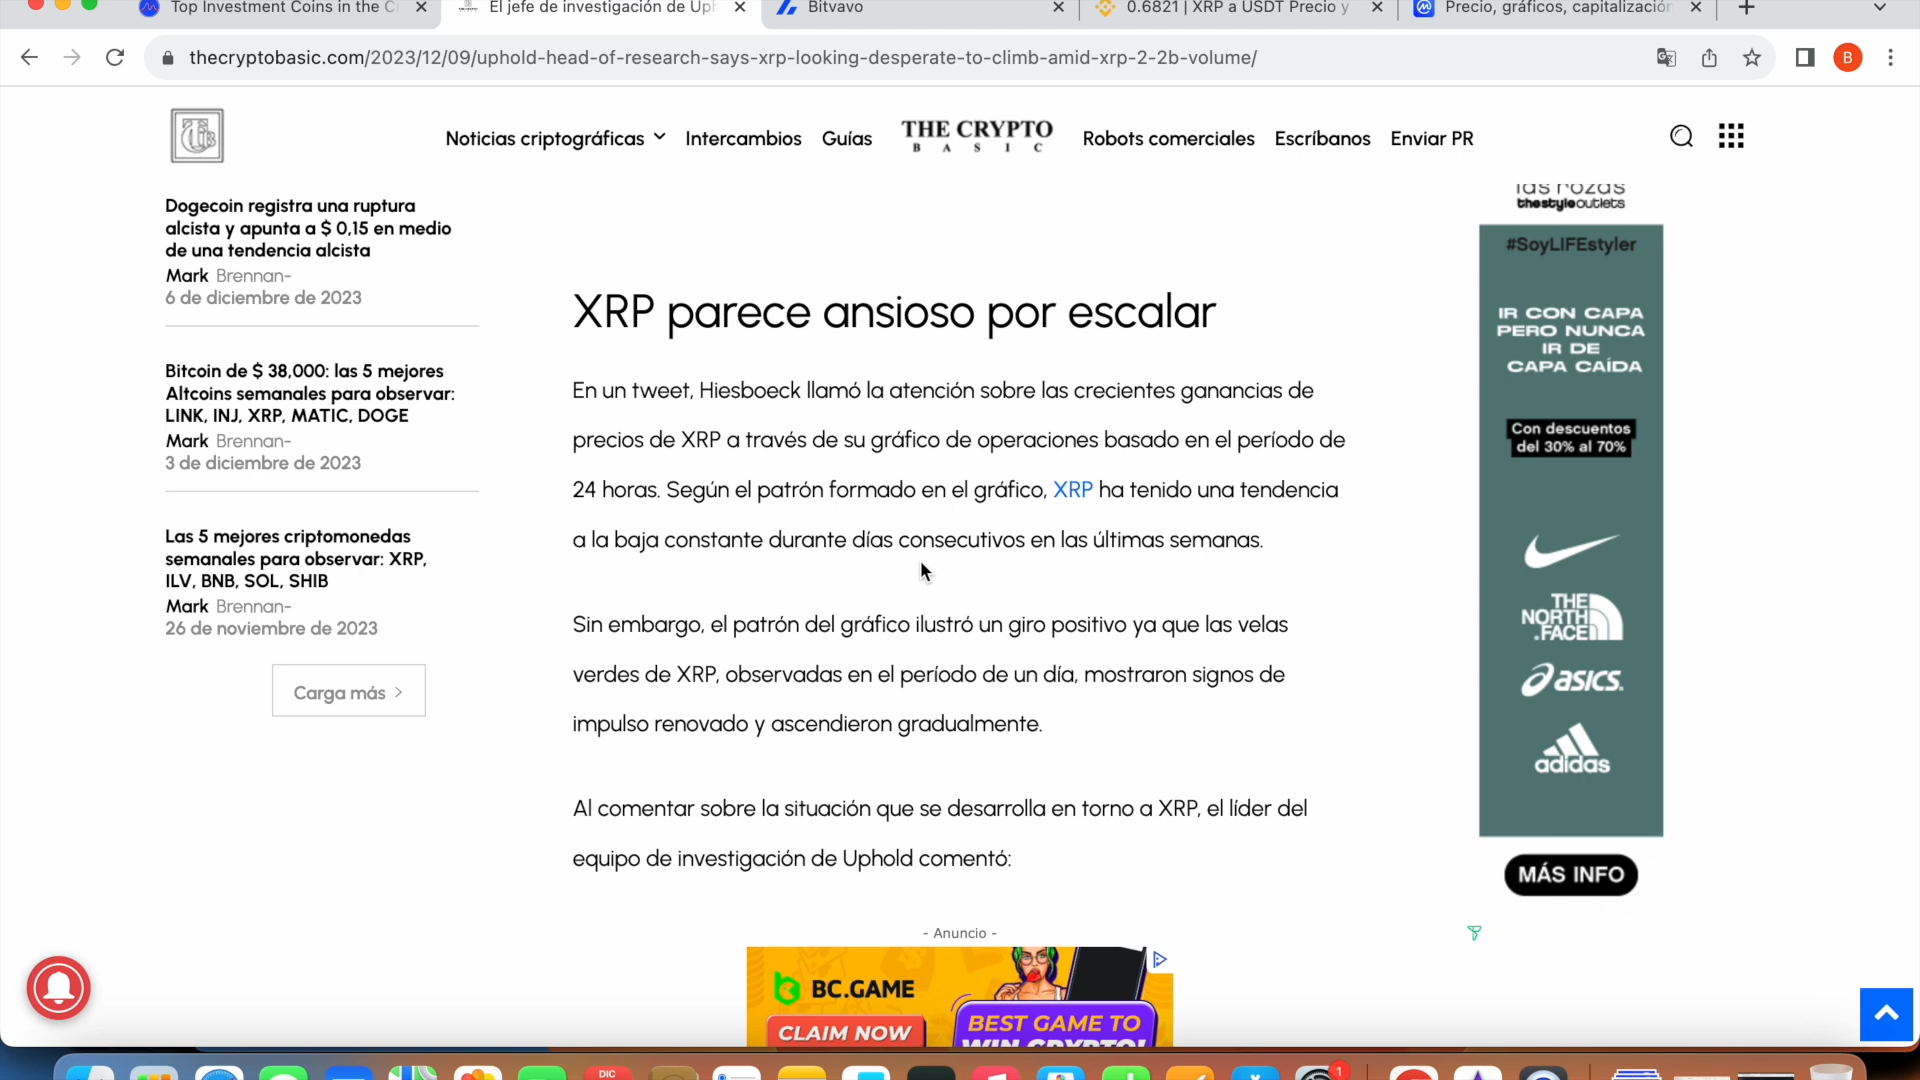 Top Investment Coins in the C
El jefe de investigación de Uph
Bitvavo
0.6821 | XRP a USDT Precio y
Precio, gráficos, capitalización
thecryptobasic.com/2023/12/09/uphold-head-of-research-says-xrp-looking-desperate-to-climb-amid-xrp-2-2b-volume/
B
Noticias criptográficas
Intercambios
Guías
THE CRYPTO
BASIC
Robots comerciales
Escríbanos
Enviar PR
Dogecoin registra una ruptura
alcista y apunta a $ 0,15 en medio
de una tendencia alcista
Mark Brennan-
6 de diciembre de 2023
Bitcoin de $ 38,000: las 5 mejores
Altcoins semanales para observar:
LINK, INJ, XRP, MATIC, DOGE
Mark Brennan-
3 de diciembre de 2023
Las 5 mejores criptomonedas
semanales para observar: XRP,
ILV, BNB, SOL, SHIB
Mark Brennan-
26 de noviembre de 2023
Carga más
XRP parece ansioso por escalar
En un tweet, Hiesboeck llamó la atención sobre las crecientes ganancias de
precios de XRP a través de su gráfico de operaciones basado en el período de
24 horas. Según el patrón formado en el gráfico, XRP ha tenido una tendencia
a la baja constante durante días consecutivos en las últimas semanas.
Sin embargo, el patrón del gráfico ilustró un giro positivo ya que las velas
verdes de XRP, observadas en el período de un día, mostraron signos de
impulso renovado y ascendieron gradualmente.
Al comentar sobre la situación que se desarrolla en torno a XRP, el líder del
equipo de investigación de Uphold comentó:
- Anuncio -
BC.GAME
CLAIM NOW
BEST GAME TO
WIN CRYPTO!
las rozas
thestyleoutlets
#SoyLIFEstyler
IR CON CAPA
PERO NUNCA
IR DE
CAPA CAÍDA
Con descuentos
del 30% al 70%
THE
NORTH
FACE
asics.
adidas
MÁS INFO
DIC
1